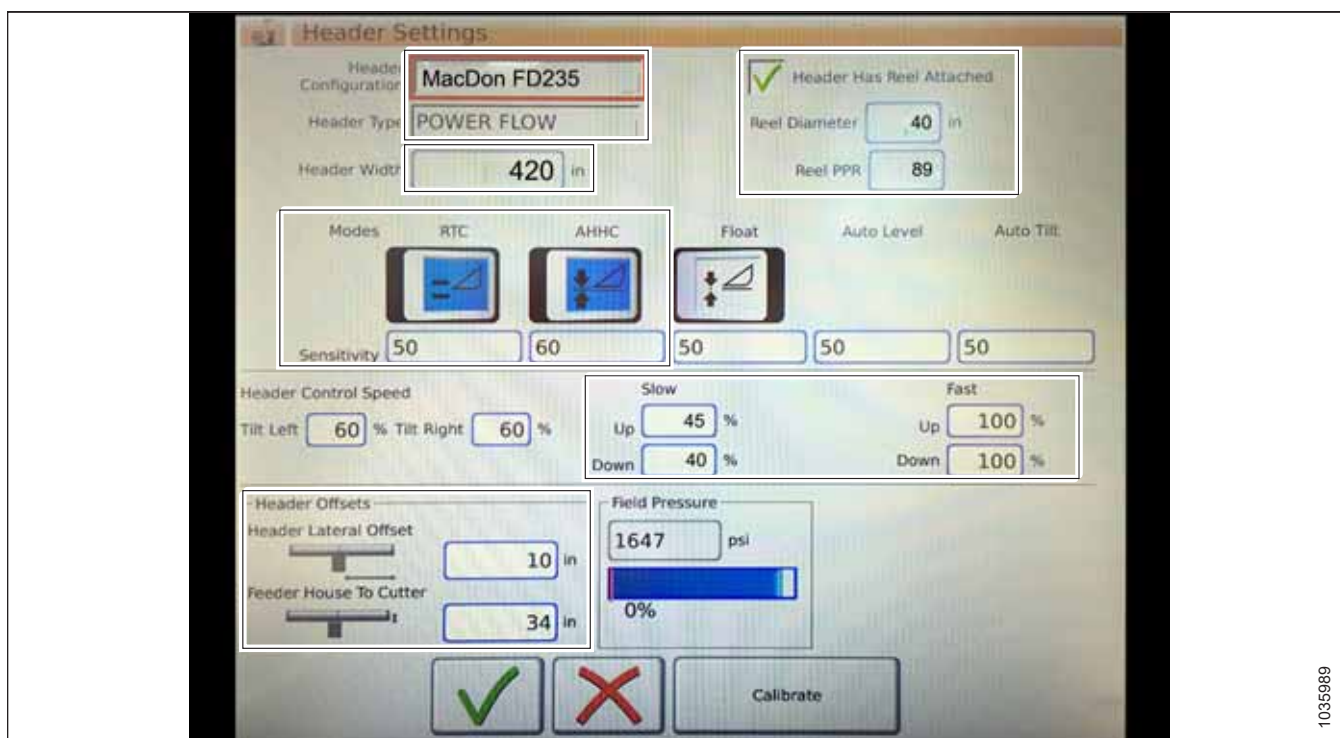 Header Settings
Header Configuration MacDon FD235
Header Type POWER FLOW
Header Width 420 in
Header Has Reel Attached
Reel Diameter 40 in
Reel PPR 89
Modes RTC AHHC Float Auto Level Auto Tilt
Sensitivity 50 60 50 50 50
Header Control Speed
Tilt Left 60 % Tilt Right 60 %
Slow Fast
Up 45 % Up 100 %
Down 40 % Down 100 %
Header Offsets
Header Lateral Offset
10 in
Feeder House To Cutter
34 in
Field Pressure
1647 psi
0%
Calibrate
1035989